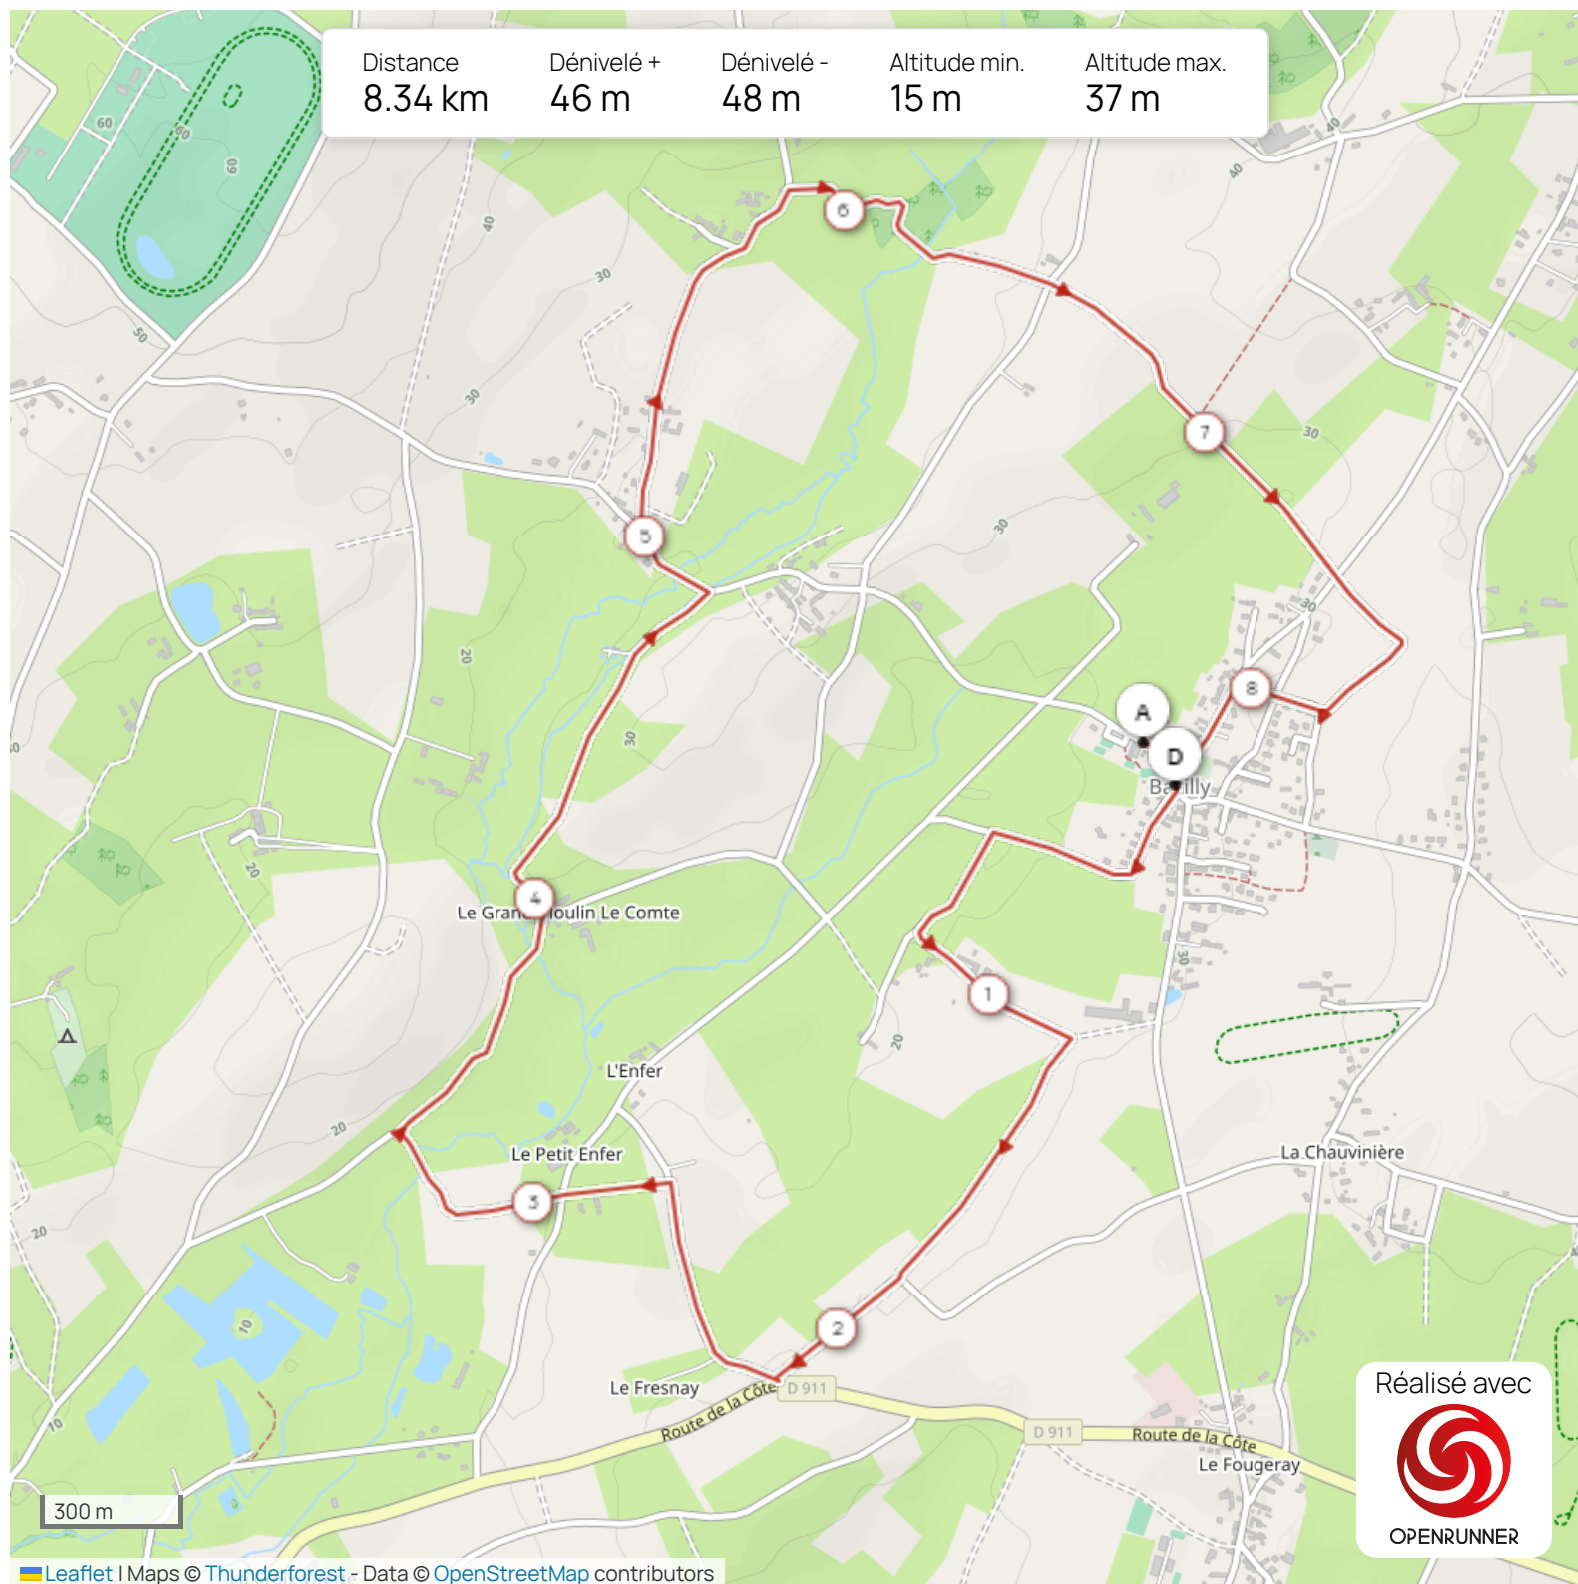 Distance
8.34 km
Dénivelé +
46 m
Dénivelé -
48 m
Altitude min.
15 m
Altitude max.
37 m
60
60
60
40
40
40
50
30
30
30
30
30
20
30
20
20
20
20
10
10
30
30
6
7
5
8
A
D
4
Le Grand Moulin Le Comte
1
L'Enfer
Le Petit Enfer
3
La Chauvinière
2
Le Fresnay
D 911
Route de la Côte
D 911
Route de la Côte
Le Fougeray
Réalisé avec
OPENRUNNER
300 m
Leaflet | Maps © Thunderforest - Data © OpenStreetMap contributors